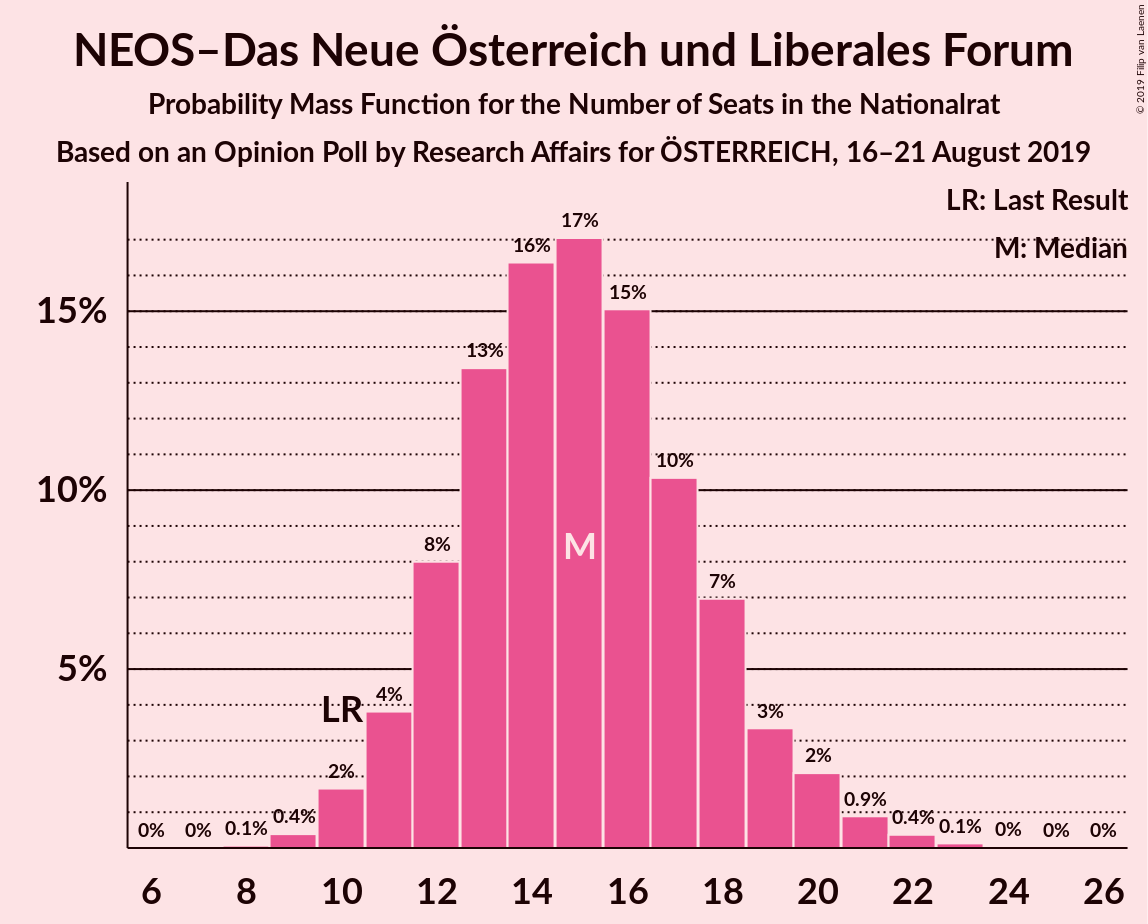 NEOS–Das Neue Österreich und Liberales Forum
Probability Mass Function for the Number of Seats in the Nationalrat
Based on an Opinion Poll by Research Affairs for ÖSTERREICH, 16–21 August 2019
© 2019 Filip van Laenen
LR: Last Result
M: Median
15%
10%
5%
0%
0%
0.1%
0.4%
2%
LR
4%
8%
13%
16%
17%
M
15%
10%
7%
3%
2%
0.9%
0.4%
0.1%
0%
0%
0%
6 8 10 12 14 16 18 20 22 24 26